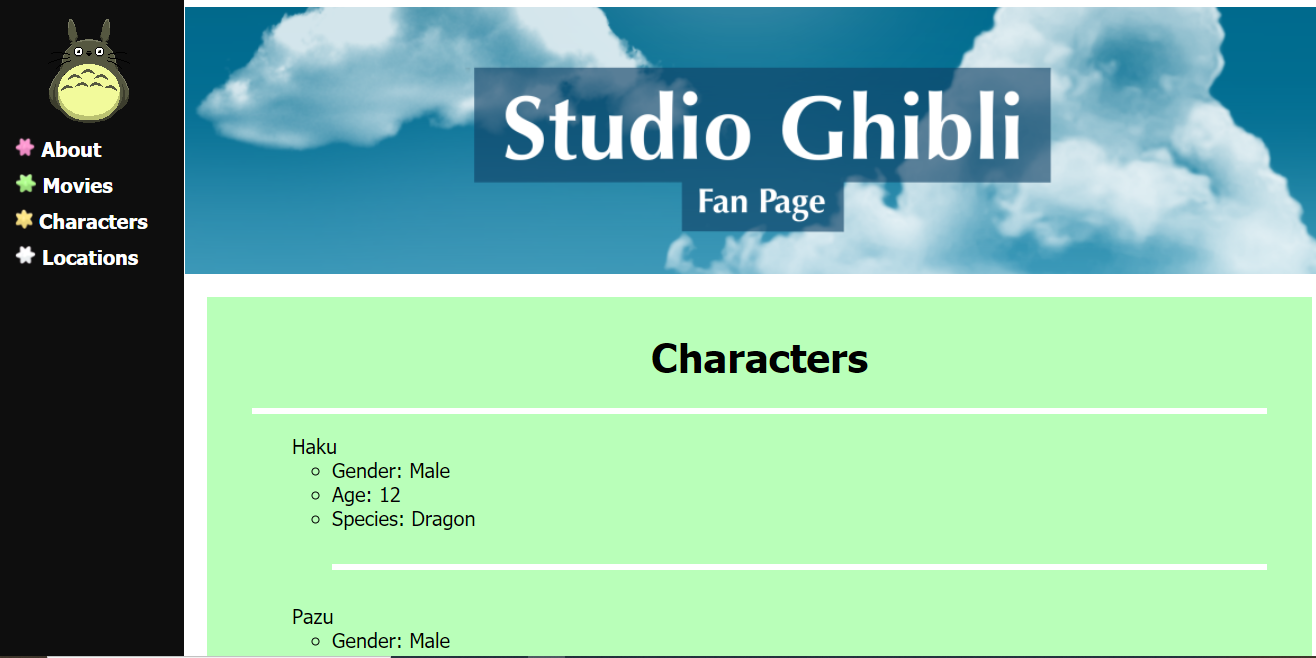 About
Movies
Characters
Locations
Studio Ghibli
Fan Page
Characters
Haku
Gender: Male
Age: 12
Species: Dragon
Pazu
Gender: Male